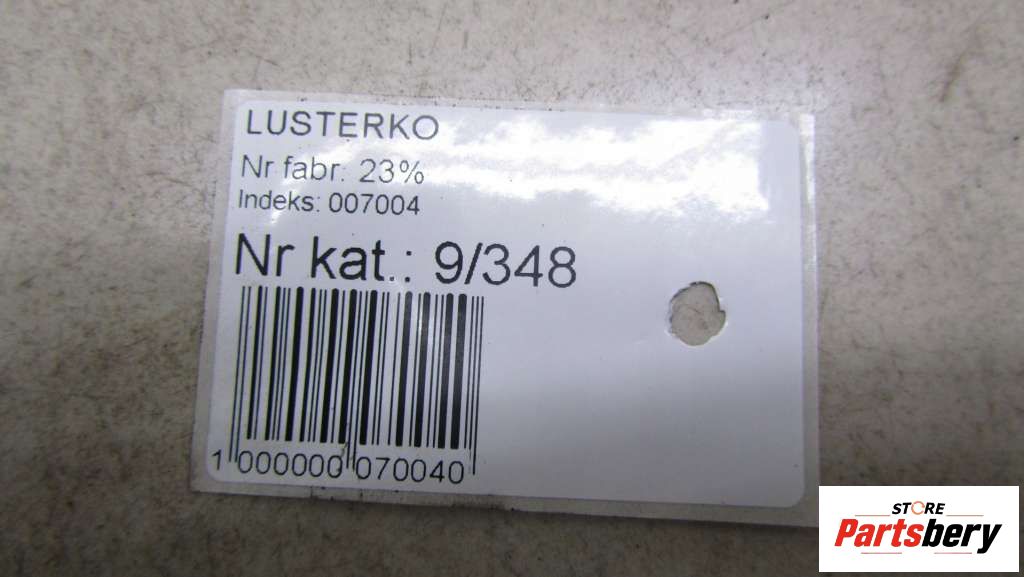 LUSTERKO
Nr fabr: 23%
Indeks: 007004
Nr kat.: 9/348
1 000000 070040
STORE
Partsbery